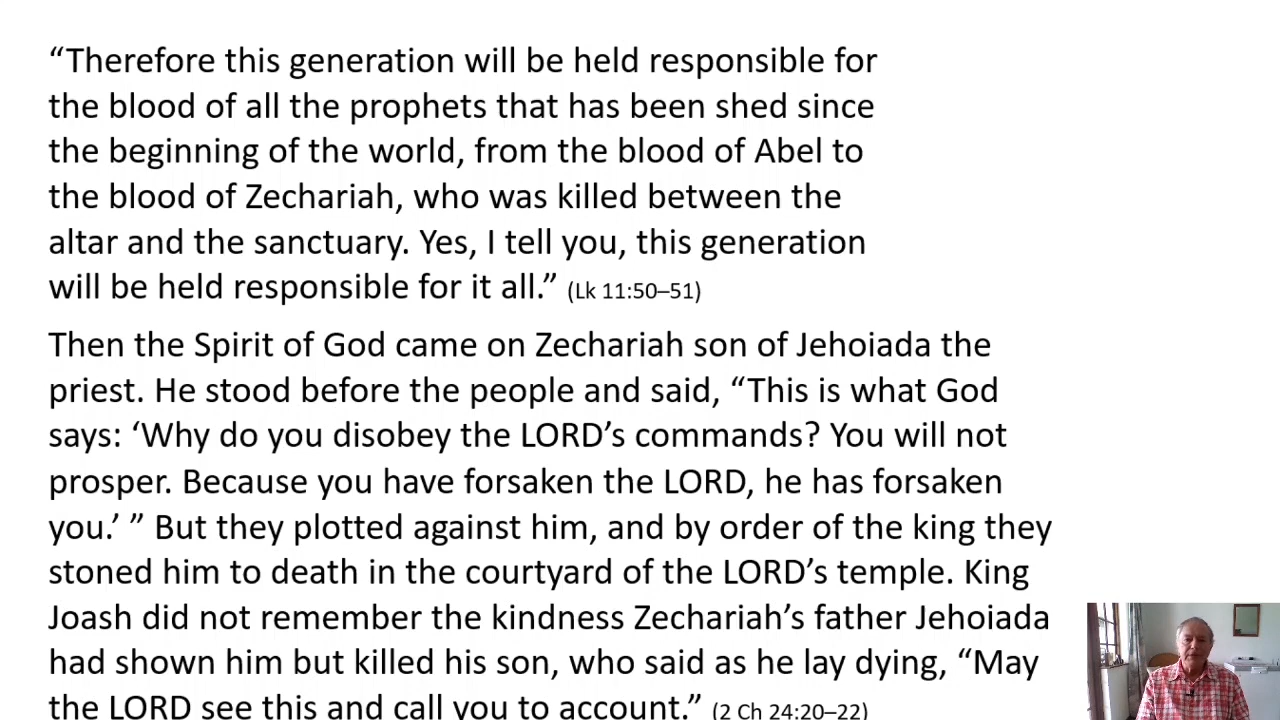 “Therefore this generation will be held responsible for
the blood of all the prophets that has been shed since
the beginning of the world, from the blood of Abel to
the blood of Zechariah, who was killed between the
altar and the sanctuary. Yes, I tell you, this generation
will be held responsible for it all.” (Lk 11:50–51)
Then the Spirit of God came on Zechariah son of Jehoiada the
priest. He stood before the people and said, “This is what God
says: ‘Why do you disobey the LORD’s commands? You will not
prosper. Because you have forsaken the LORD, he has forsaken
you.’ ” But they plotted against him, and by order of the king they
stoned him to death in the courtyard of the LORD’s temple. King
Joash did not remember the kindness Zechariah’s father Jehoiada
had shown him but killed his son, who said as he lay dying, “May
the LORD see this and call you to account.” (2 Ch 24:20–22)